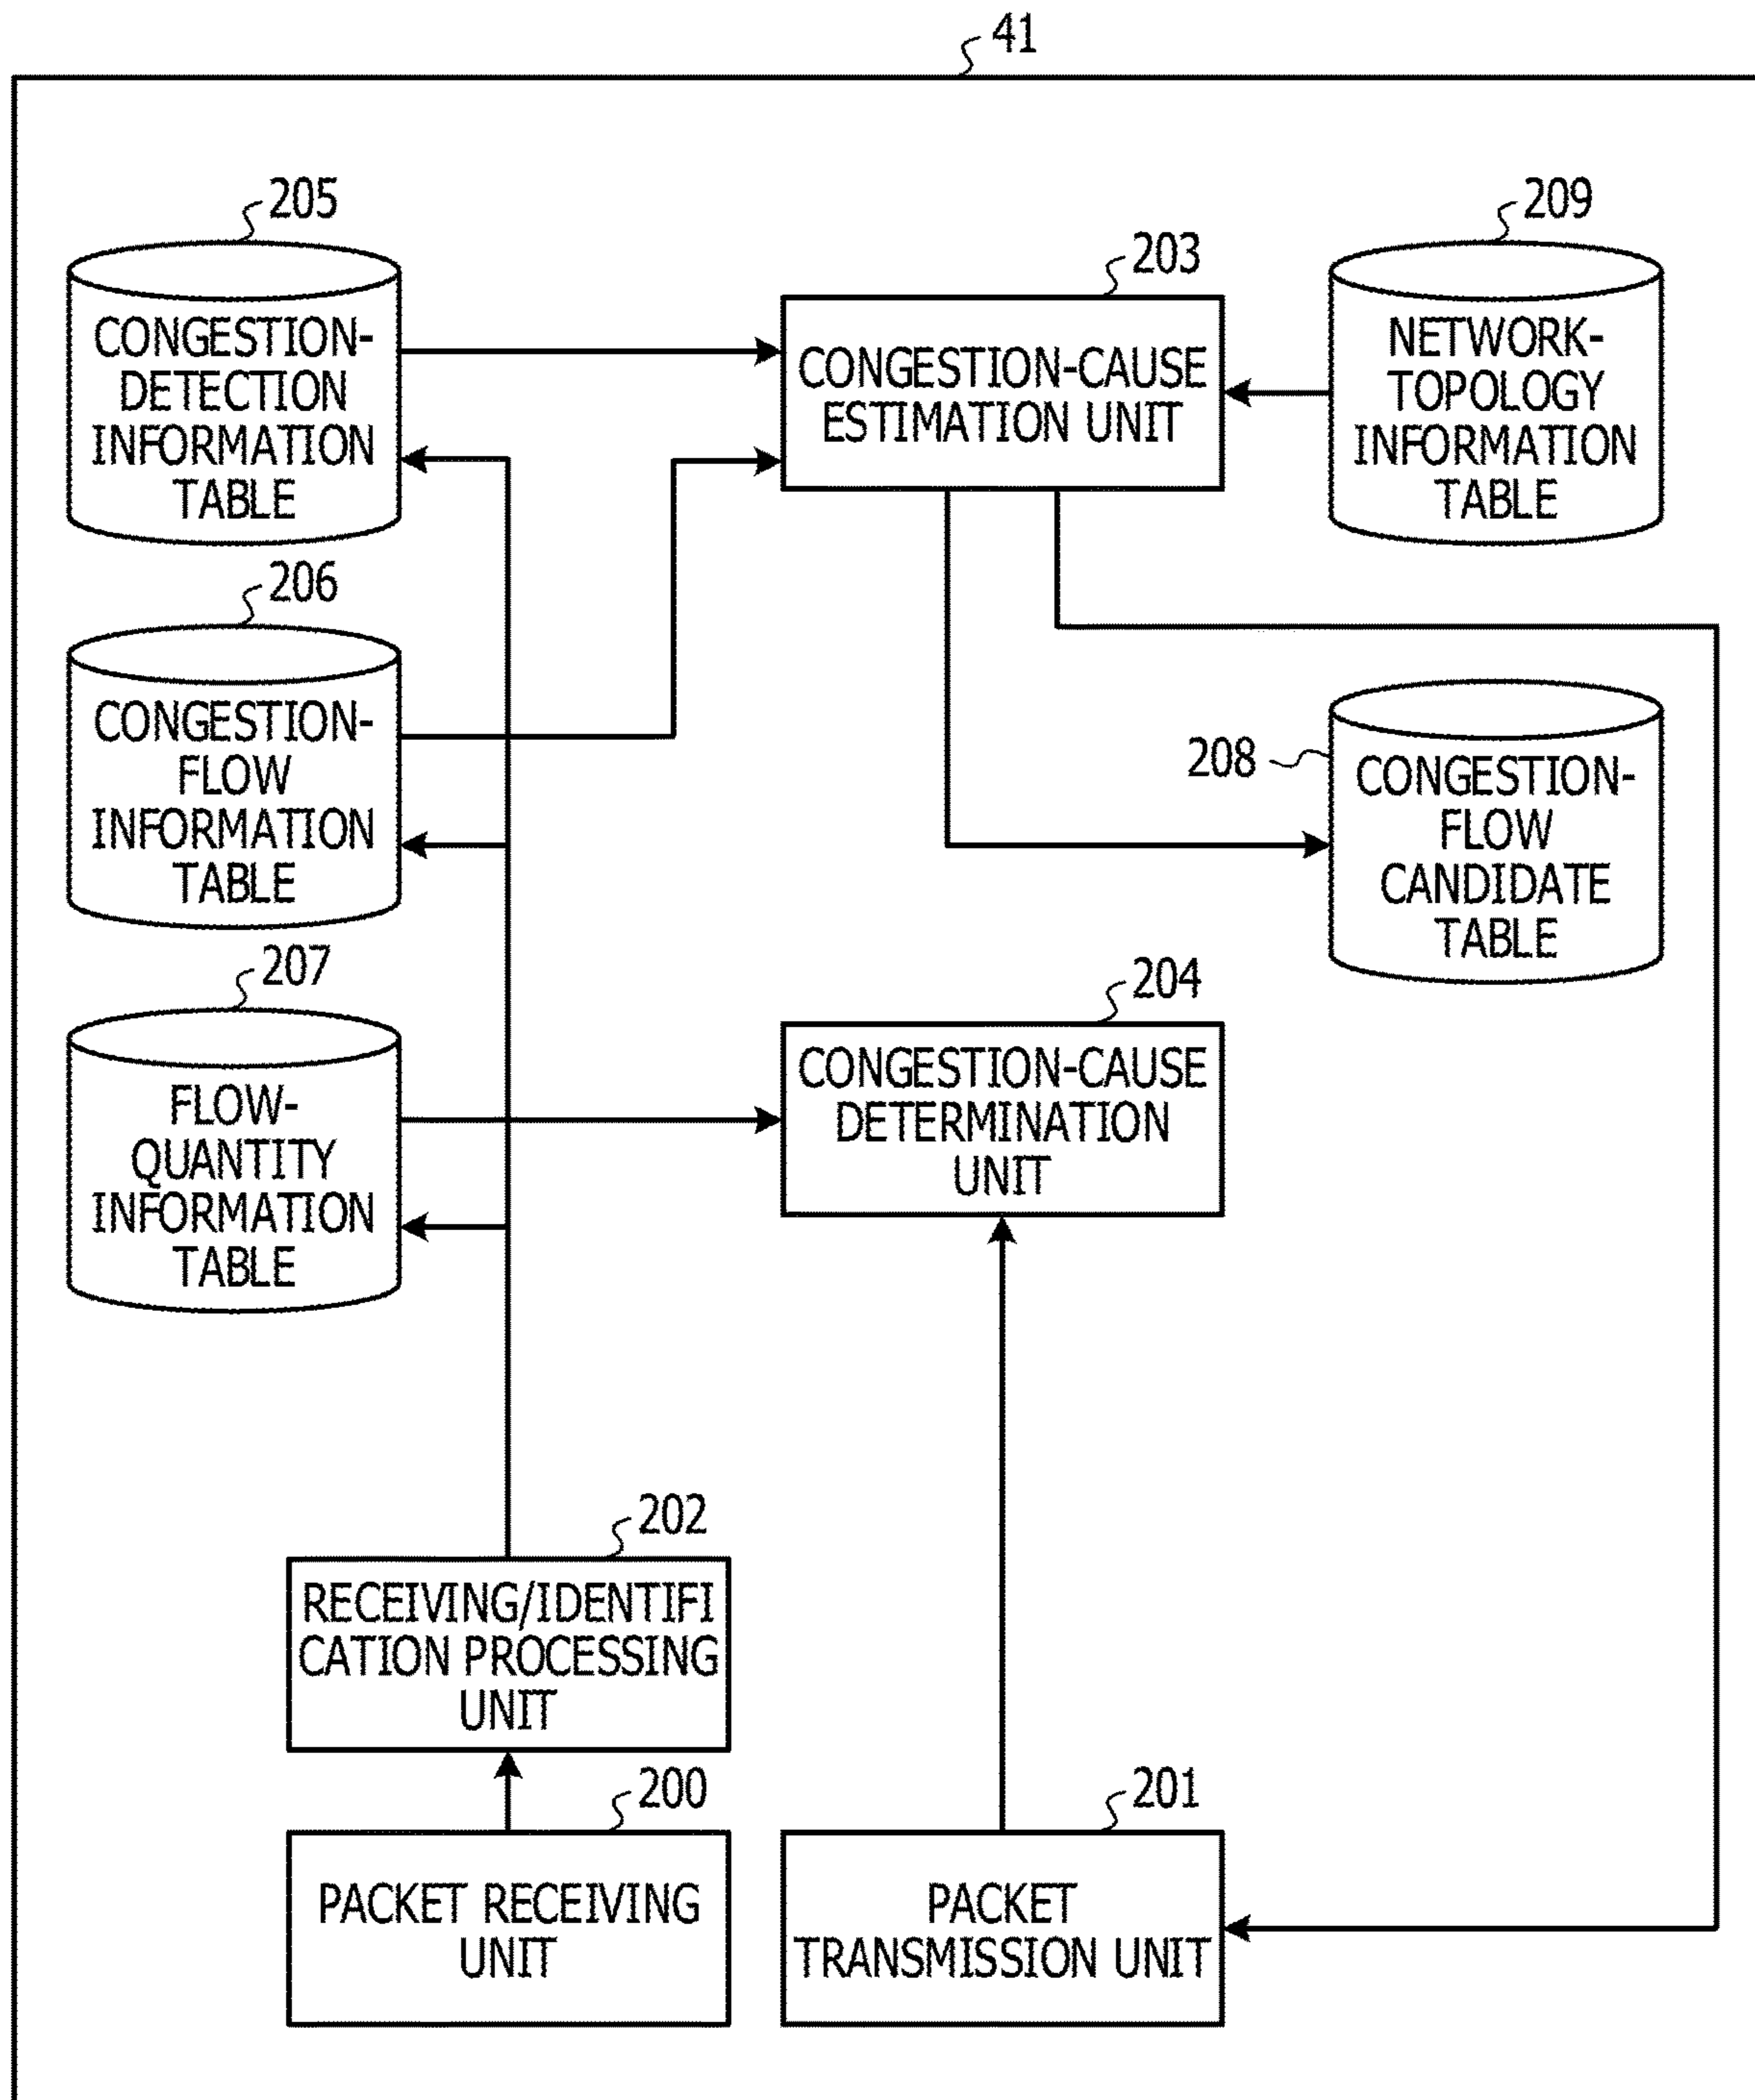 41
205
CONGESTION-
DETECTION
INFORMATION
TABLE
203
CONGESTION-CAUSE
ESTIMATION UNIT
209
NETWORK-
TOPOLOGY
INFORMATION
TABLE
206
CONGESTION-
FLOW
INFORMATION
TABLE
208
CONGESTION-
FLOW
CANDIDATE
TABLE
207
FLOW-
QUANTITY
INFORMATION
TABLE
204
CONGESTION-CAUSE
DETERMINATION
UNIT
202
RECEIVING/IDENTIFI
CATION PROCESSING
UNIT
200
PACKET RECEIVING
UNIT
201
PACKET
TRANSMISSION UNIT